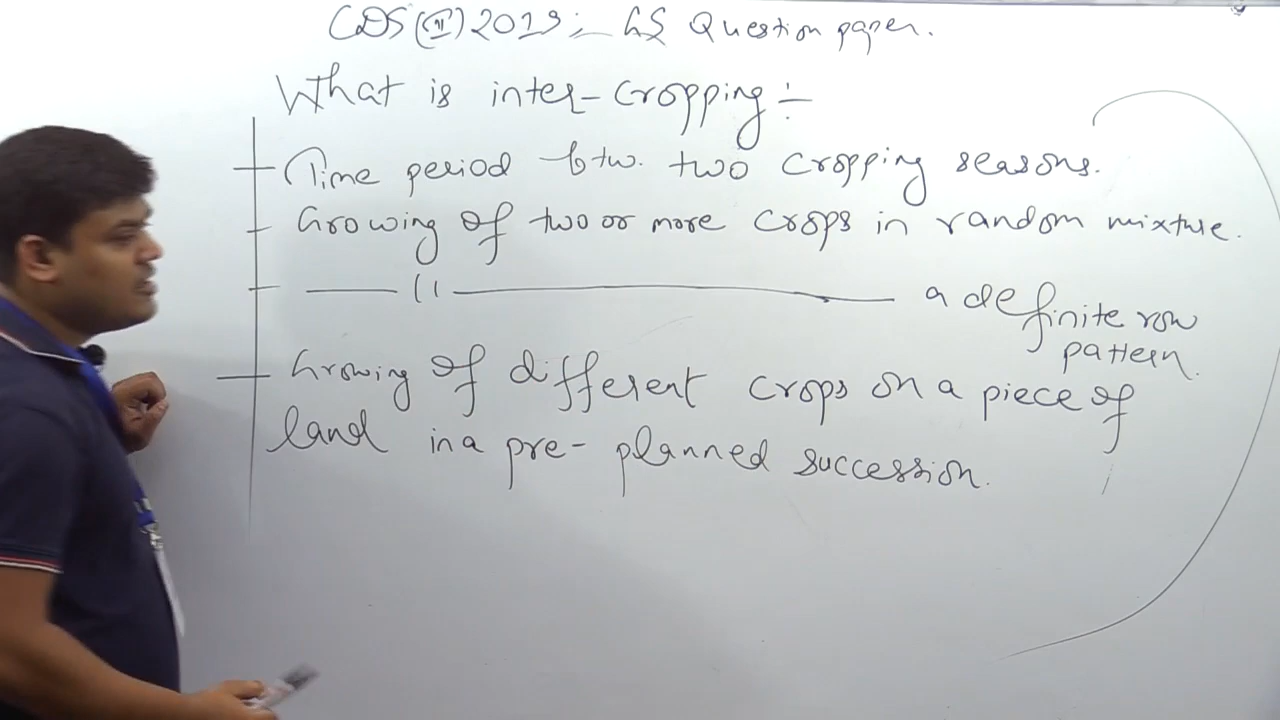 CDS (II) 2019 :- GS Question paper.
What is inter-cropping :-
Time period btw. two cropping seasons.
Growing of two or more crops in random mixture.
—— (( —————— a definite row
pattern.
Growing of different crops on a piece of
land in a pre-planned succession.